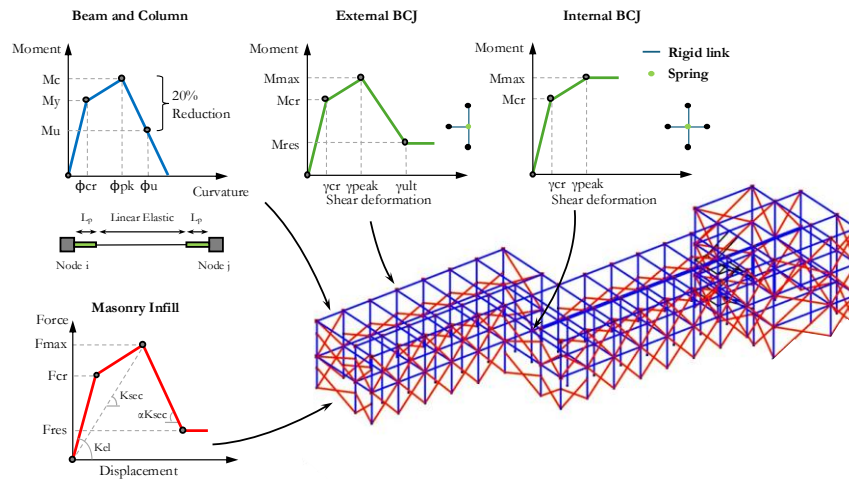 Beam and Column
Moment
Mc
My
Mu
20%
Reduction
ϕcr ϕpk ϕu
Curvature
Lp Linear Elastic Lp
Node i Node j
External BCJ
Moment
Mmax
Mcr
Mres
γcr γpeak γult
Shear deformation
Internal BCJ
Moment
Mmax
Mcr
γcr γpeak
Shear deformation
Rigid link
Spring
Masonry Infill
Force
Fmax
Fcr
Ksec
αKsec
Fres
Kel
Displacement